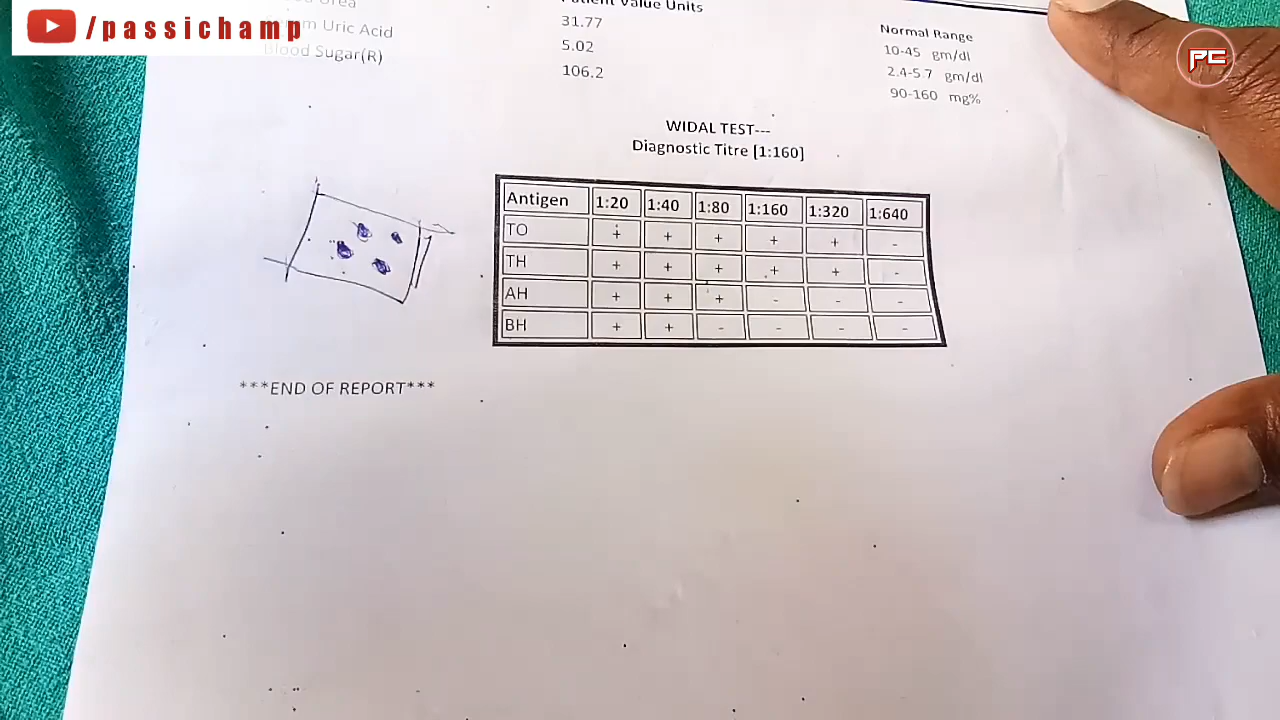 /passichamp
Patient Value Units
Normal Range
31.77
10-45 gm/dl
Uric Acid
5.02
2.4-5.7 gm/dl
Blood Sugar(R)
106.2
90-160 mg%
PC
WIDAL TEST---
Diagnostic Titre [1:160]
Antigen 1:20 1:40 1:80 1:160 1:320 1:640
TO + + + + + -
TH + + + + + -
AH + + + - - -
BH + + - - - -
***END OF REPORT***